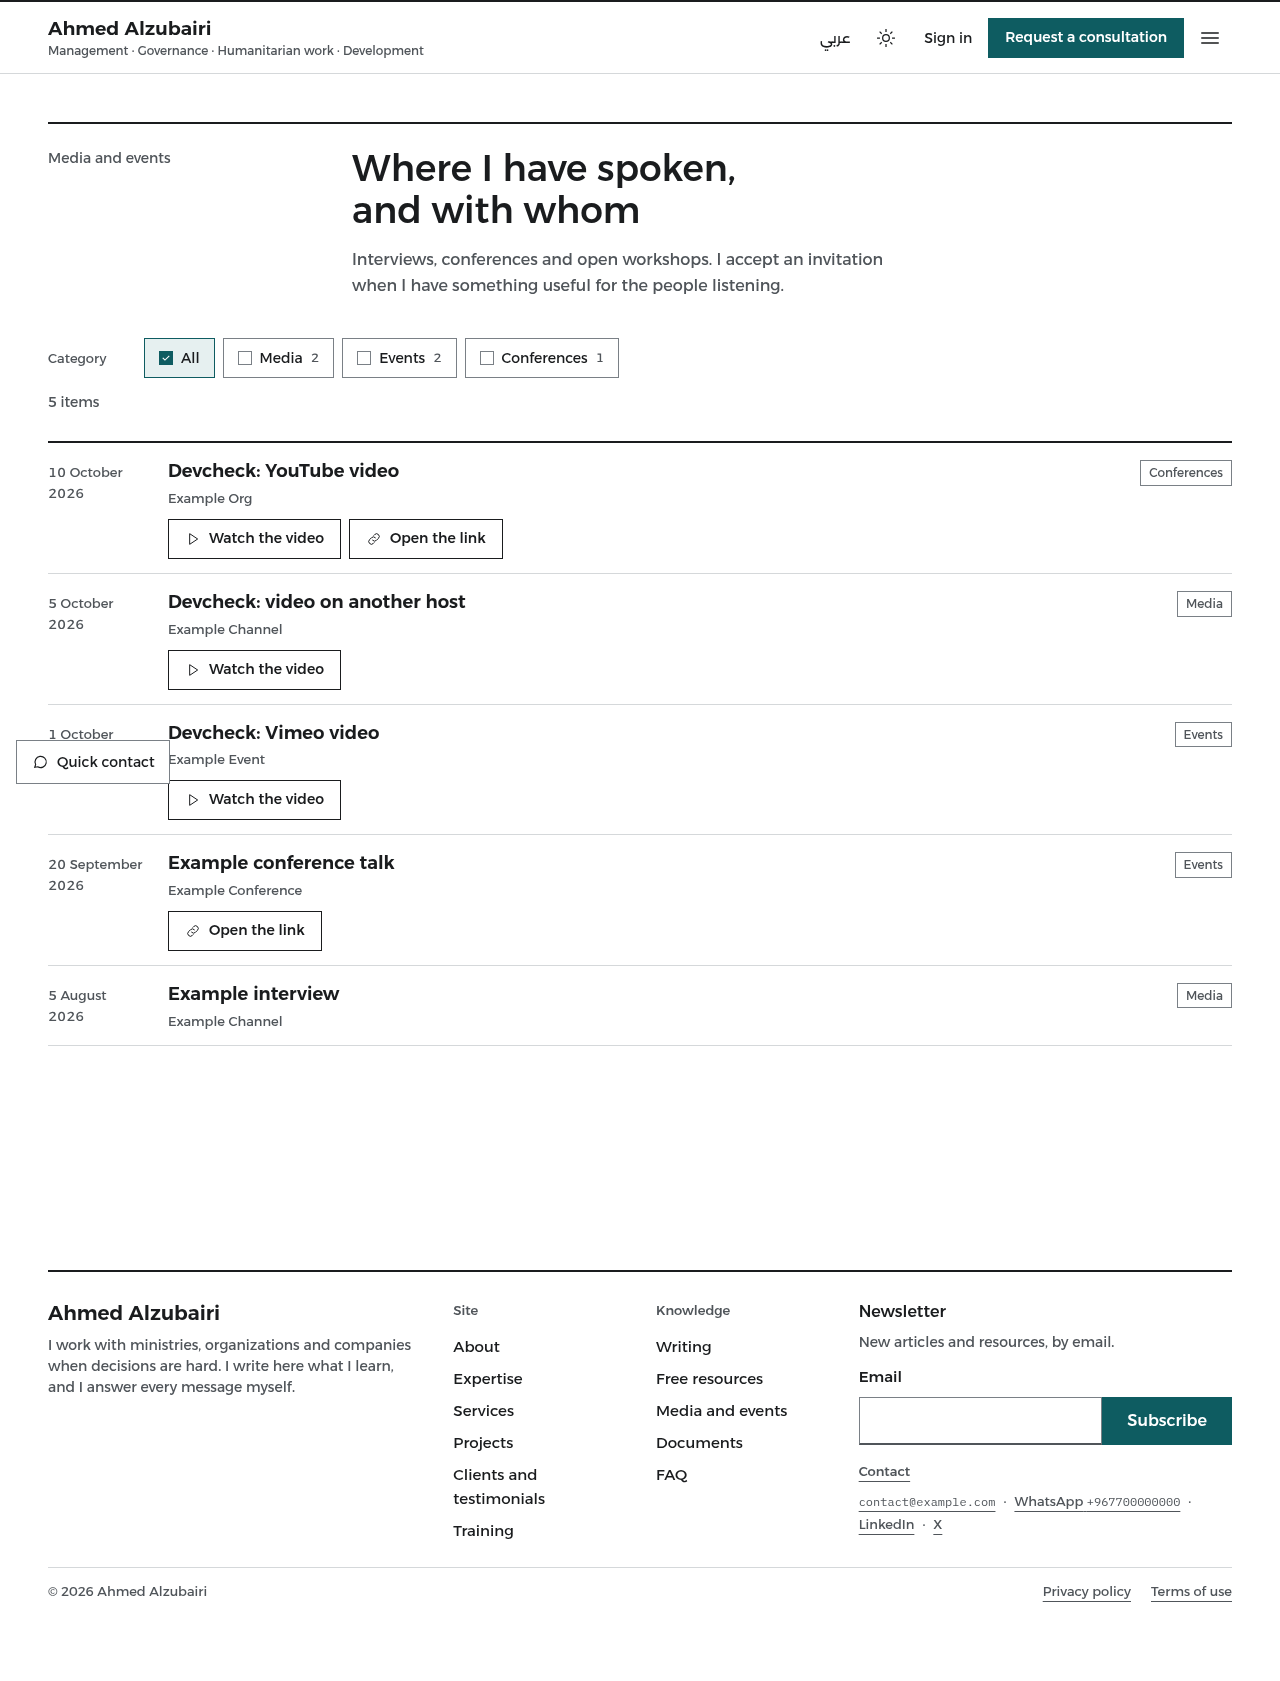 Ahmed Alzubairi
Management · Governance · Humanitarian work · Development
عربي
Sign in
Request a consultation
Media and events
Where I have spoken,
and with whom
Interviews, conferences and open workshops. I accept an invitation
when I have something useful for the people listening.
Category
All
Media 2
Events 2
Conferences 1
5 items
10 October
2026
Devcheck: YouTube video
Example Org
Watch the video
Open the link
Conferences
5 October
2026
Devcheck: video on another host
Example Channel
Watch the video
Media
1 October
Devcheck: Vimeo video
Example Event
Watch the video
Events
Quick contact
20 September
2026
Example conference talk
Example Conference
Open the link
Events
5 August
2026
Example interview
Example Channel
Media
Ahmed Alzubairi
I work with ministries, organizations and companies
when decisions are hard. I write here what I learn,
and I answer every message myself.
Site
About
Expertise
Services
Projects
Clients and
testimonials
Training
Knowledge
Writing
Free resources
Media and events
Documents
FAQ
Newsletter
New articles and resources, by email.
Email
Subscribe
Contact
contact@example.com · WhatsApp +967700000000 ·
LinkedIn · X
© 2026 Ahmed Alzubairi
Privacy policy
Terms of use